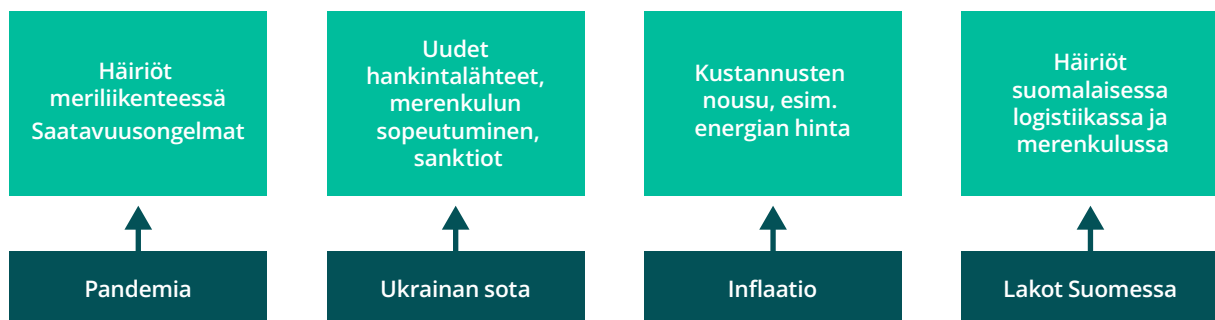 Häiriöt
meriliikenteessä
Saatavuusongelmat
Uudet
hankintalähteet,
merenkulun
sopeutuminen,
sanktiot
Kustannusten
nousu, esim.
energian hinta
Häiriöt
suomalaisessa
logistiikassa ja
merenkulussa
Pandemia
Ukrainan sota
Inflaatio
Lakot Suomessa